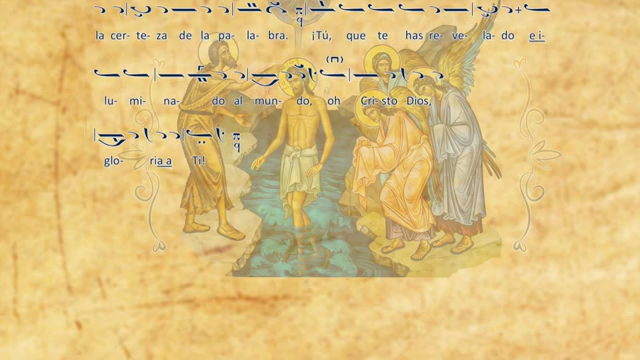 la cer- te- za de la pa- la- bra. ¡Tú, que te has re- ve- la- do e i-
lu- mi- na- do al mun- do, oh Cri- sto Dios,
glo- ria a Ti!